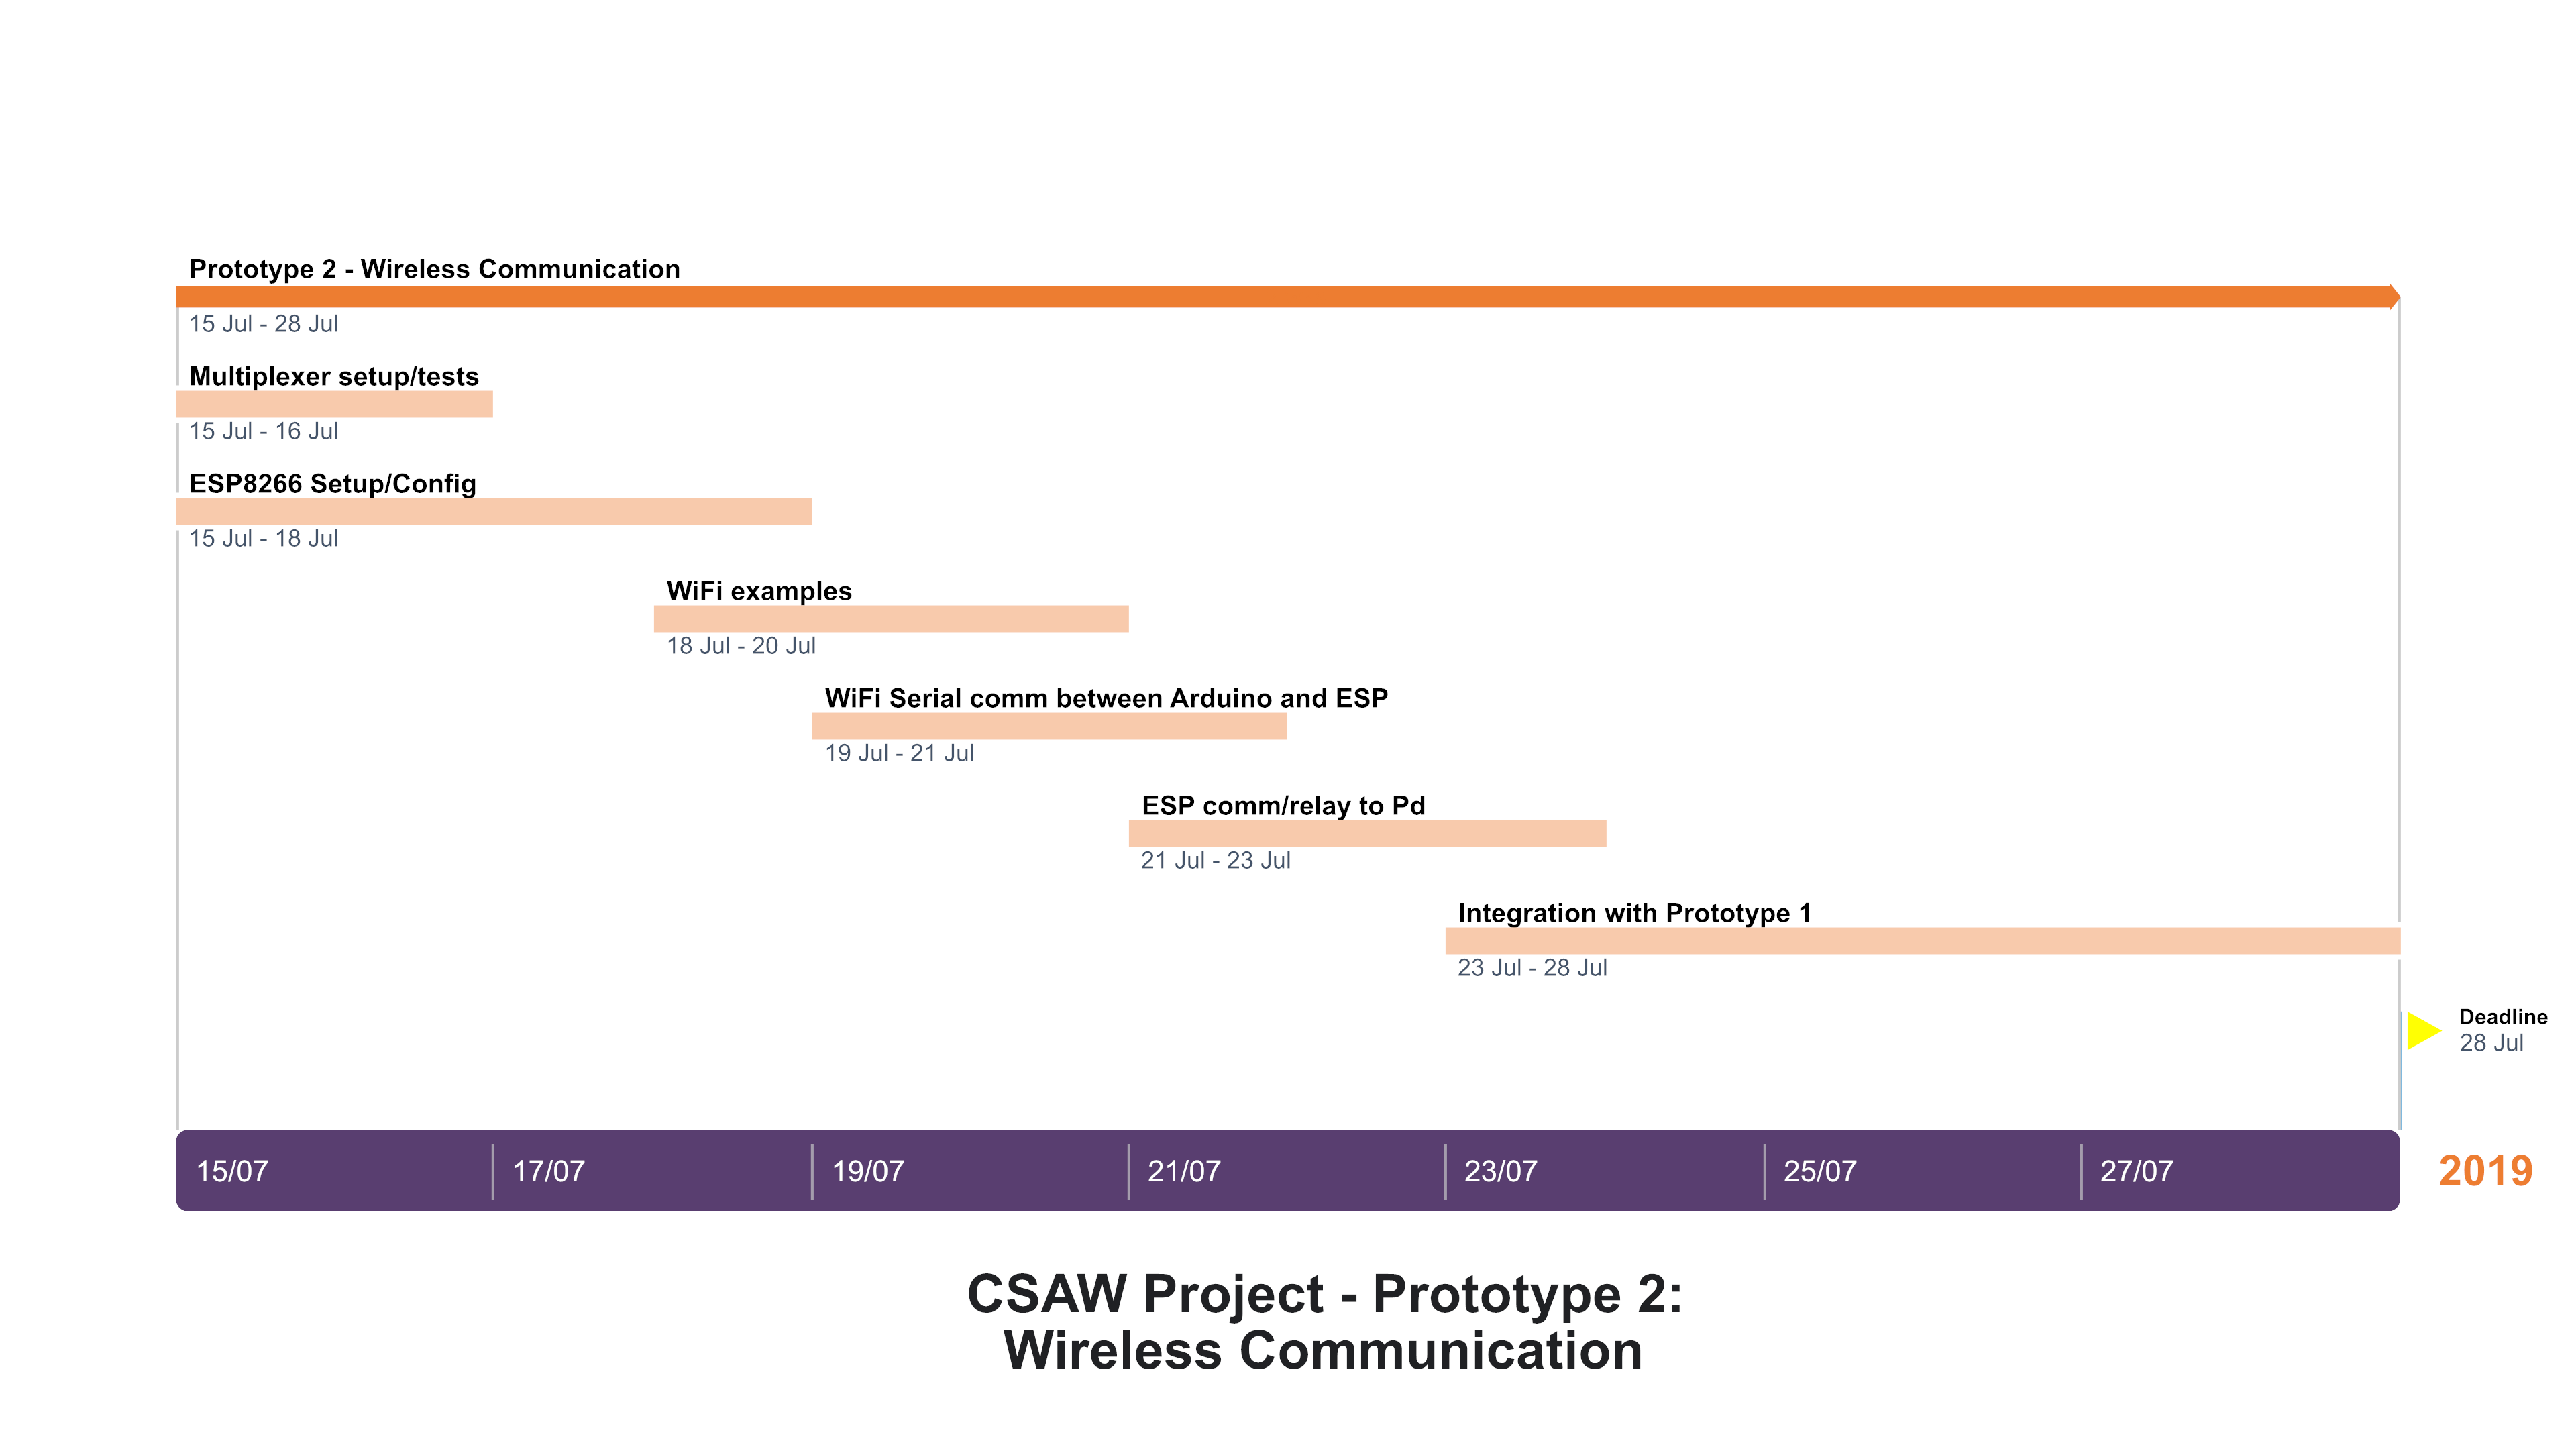 Prototype 2 - Wireless Communication
15 Jul - 28 Jul
Multiplexer setup/tests
15 Jul - 16 Jul
ESP8266 Setup/Config
15 Jul - 18 Jul
WiFi examples
18 Jul - 20 Jul
WiFi Serial comm between Arduino and ESP
19 Jul - 21 Jul
ESP comm/relay to Pd
21 Jul - 23 Jul
Integration with Prototype 1
23 Jul - 28 Jul
Deadline
28 Jul
15/07 17/07 19/07 21/07 23/07 25/07 27/07 2019
CSAW Project - Prototype 2:
Wireless Communication